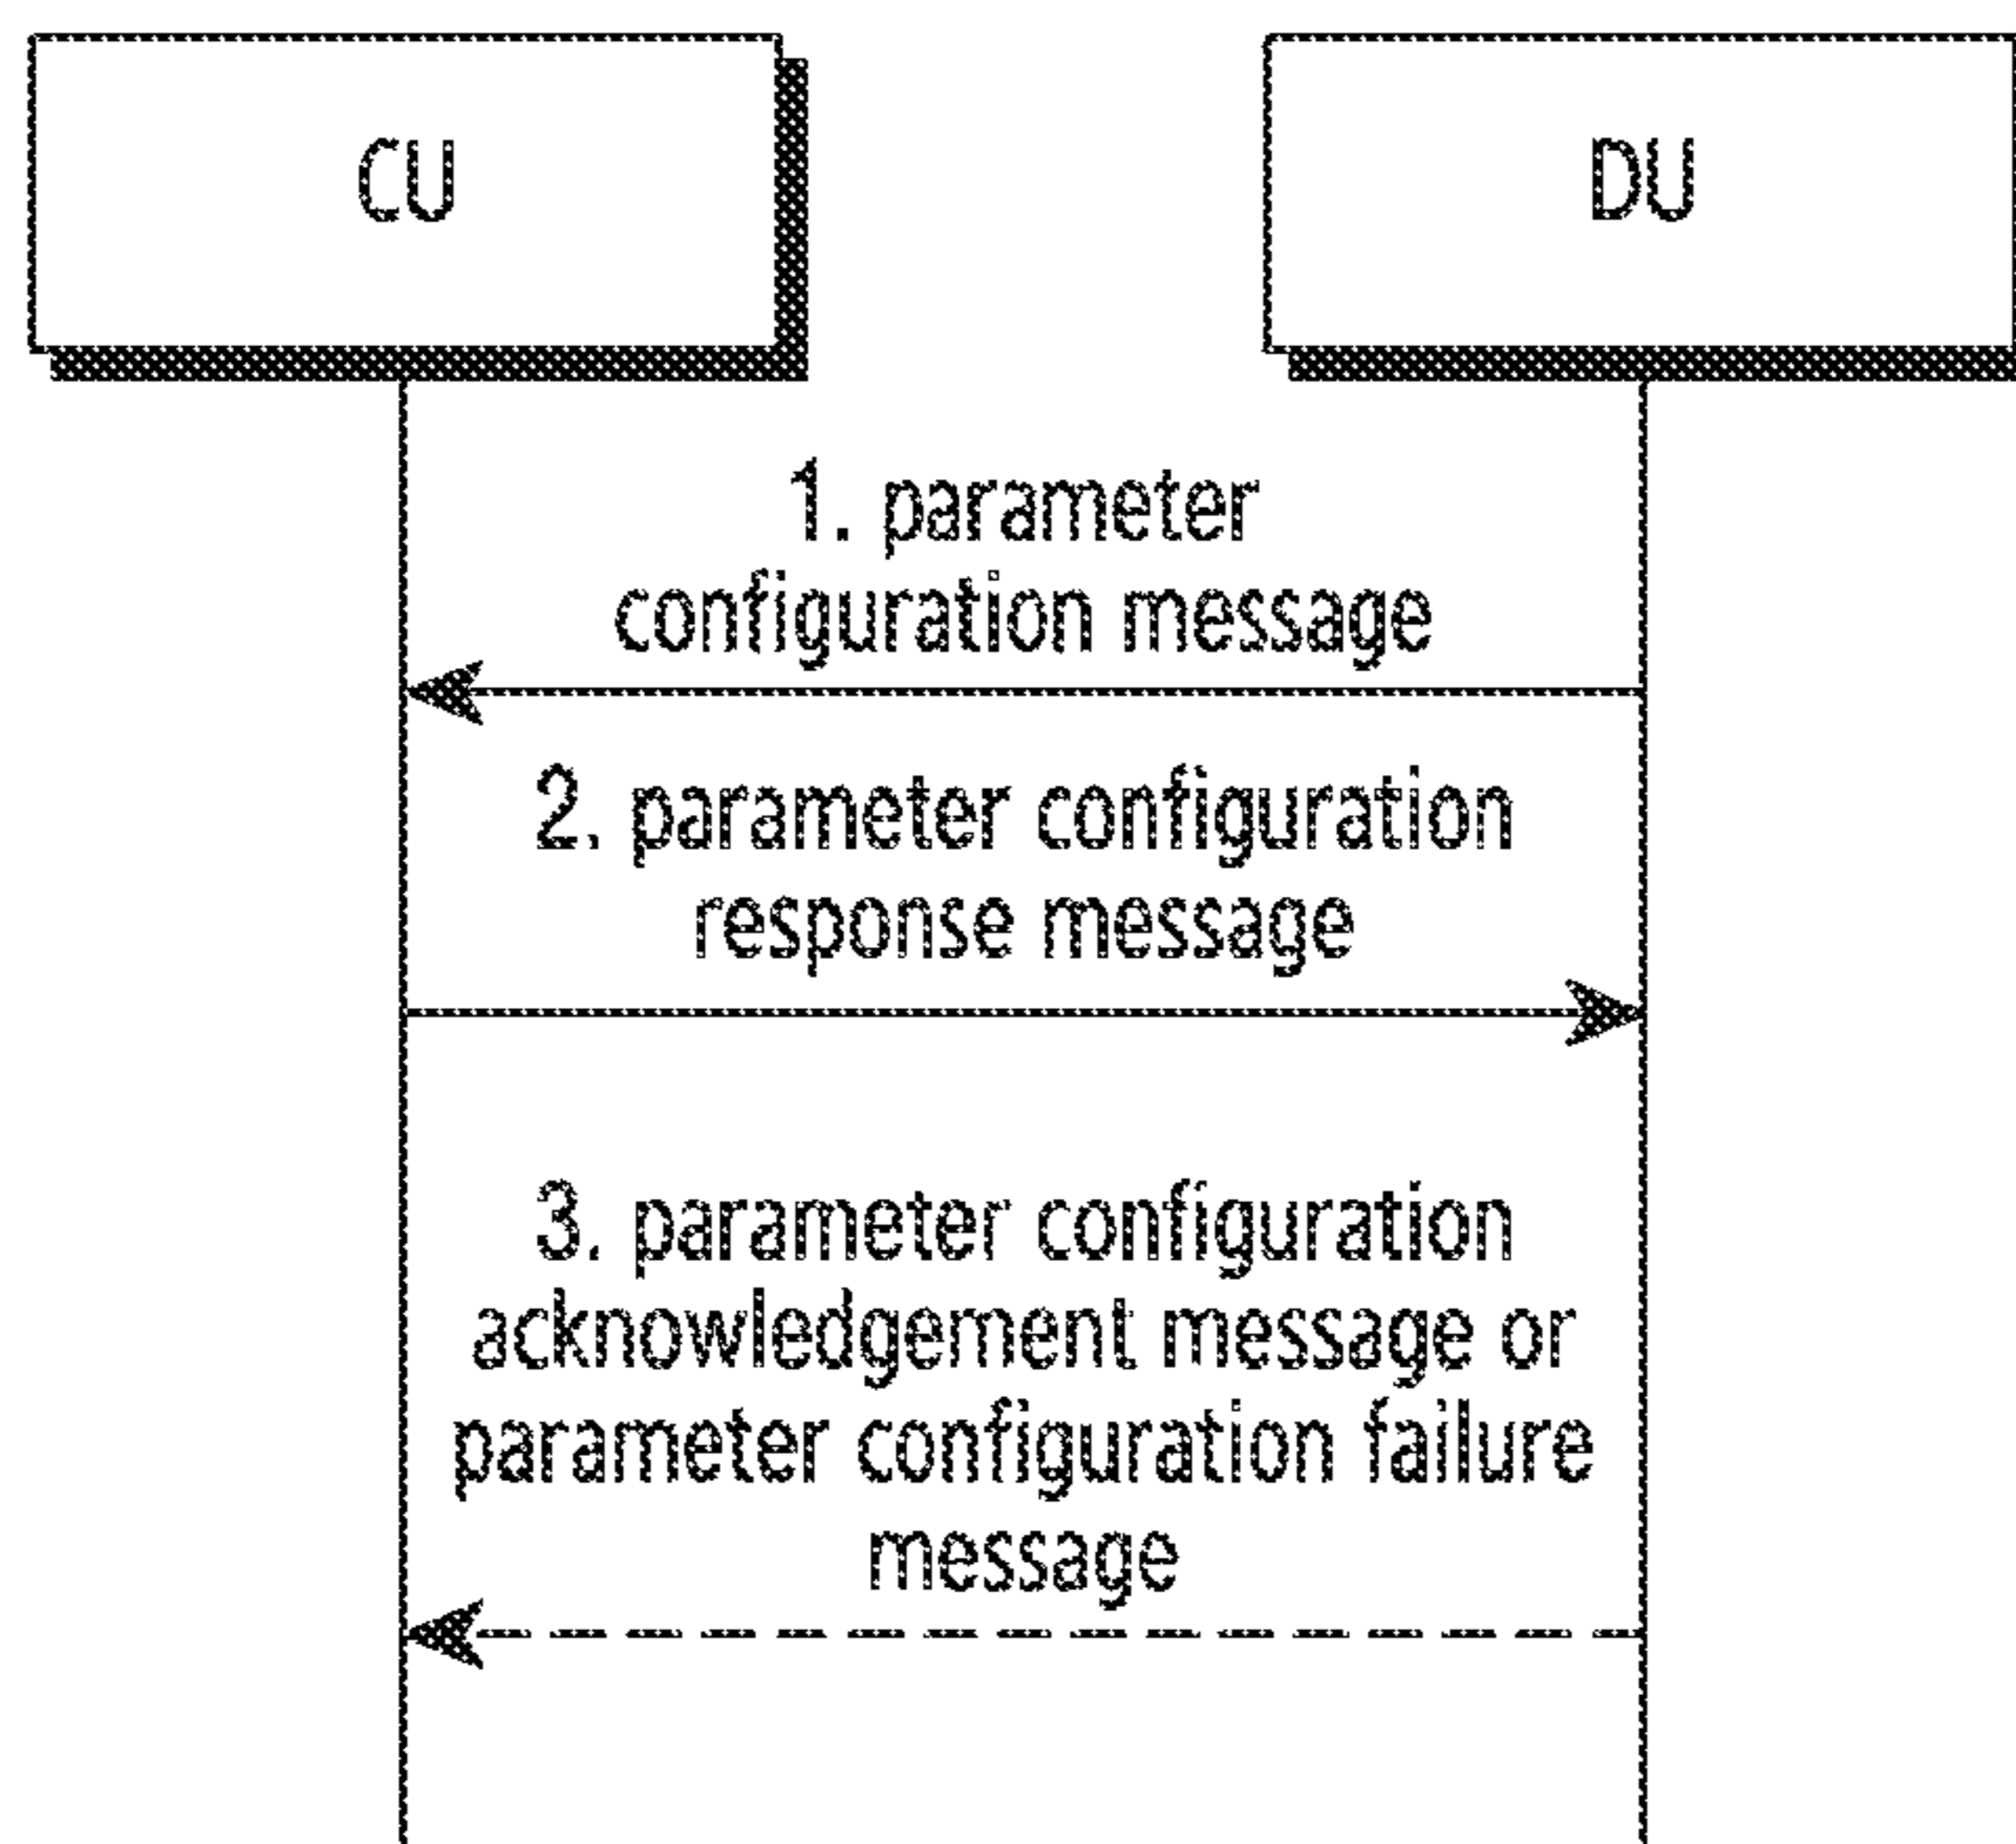 CU
DU
1. parameter
configuration message
2. parameter configuration
response message
3. parameter configuration
acknowledgement message or
parameter configuration failure
message